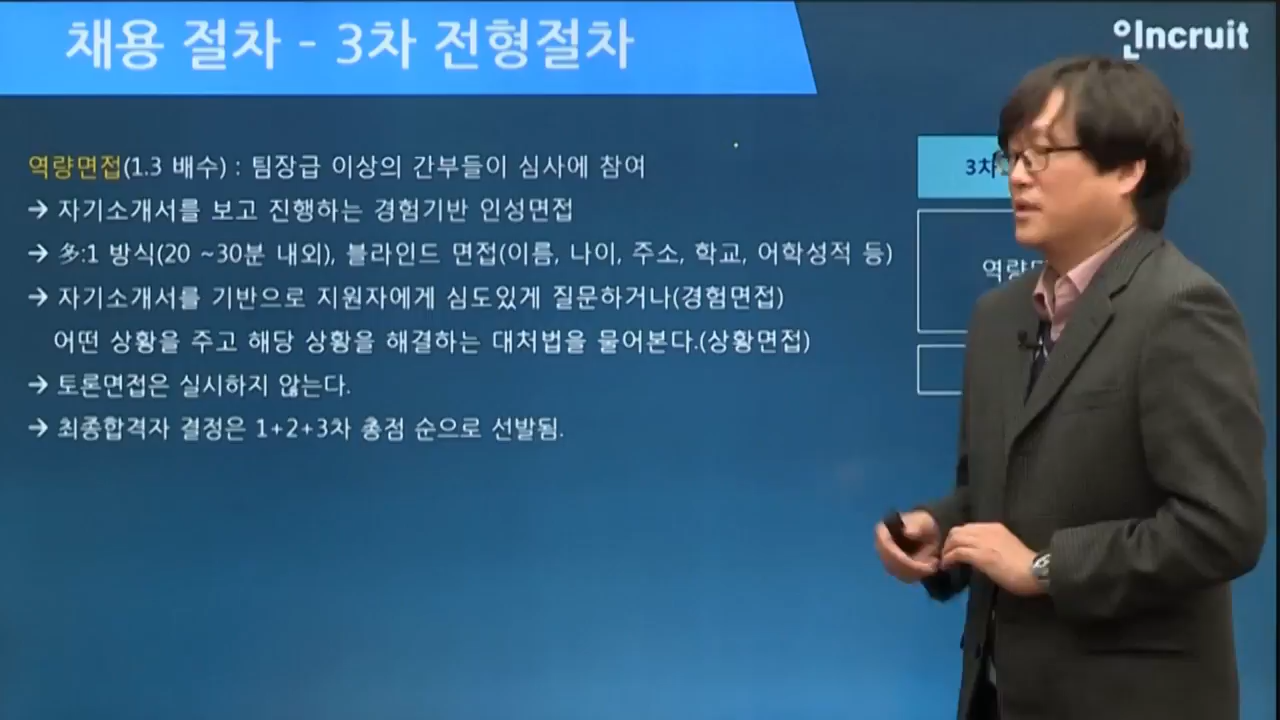 채용 절차 - 3차 전형절차
인Incruit
역량면접(1.3 배수) : 팀장급 이상의 간부들이 심사에 참여
→ 자기소개서를 보고 진행하는 경험기반 인성면접
→ 多:1 방식(20 ~30분 내외), 블라인드 면접(이름, 나이, 주소, 학교, 어학성적 등)
→ 자기소개서를 기반으로 지원자에게 심도있게 질문하거나(경험면접)
어떤 상황을 주고 해당 상황을 해결하는 대처법을 물어본다.(상황면접)
→ 토론면접은 실시하지 않는다.
→ 최종합격자 결정은 1+2+3차 총점 순으로 선발됨.
3차